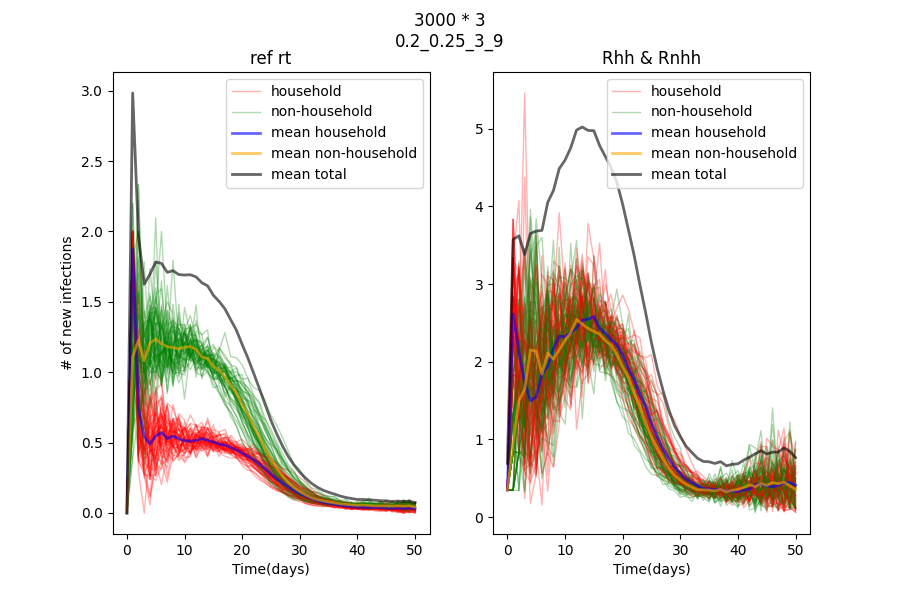 3000 * 3
0.2_0.25_3_9
ref rt
Rhh & Rnhh
household
non-household
mean household
mean non-household
mean total
household
non-household
mean household
mean non-household
mean total
# of new infections
3.0
2.5
2.0
1.5
1.0
0.5
0.0
0
10
20
30
40
50
Time(days)
5
4
3
2
1
0
0
10
20
30
40
50
Time(days)